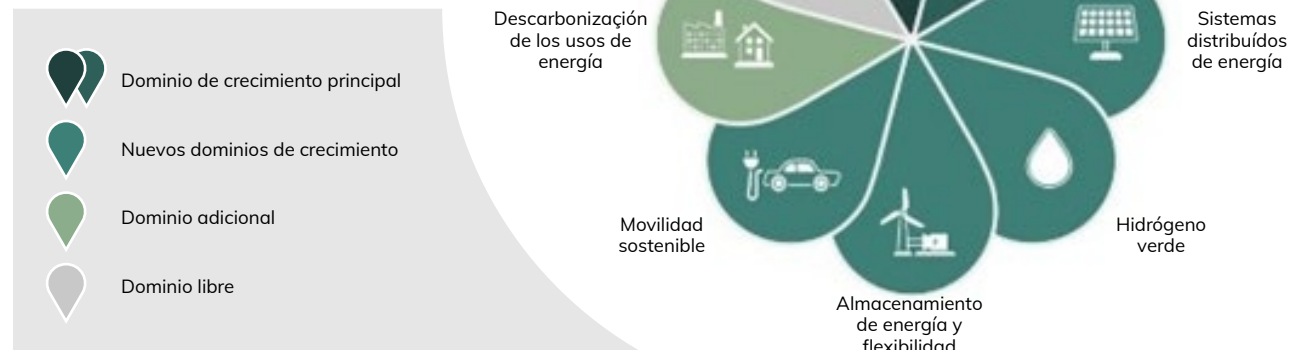 Dominio de crecimiento principal
Nuevos dominios de crecimiento
Dominio adicional
Dominio libre
Descarbonización
de los usos de
energía
Sistemas
distribuídos
de energía
Movilidad
sostenible
Hidrógeno
verde
Almacenamiento
de energía y
flexibilidad